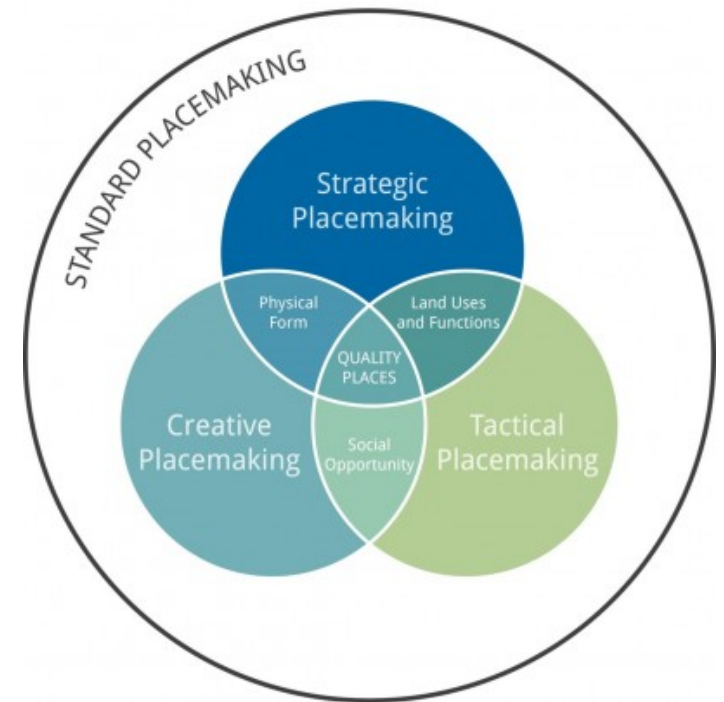 STANDARD PLACEMAKING
Strategic
Placemaking
Physical
Form
Land Uses
and Functions
QUALITY
PLACES
Creative
Placemaking
Social
Opportunity
Tactical
Placemaking